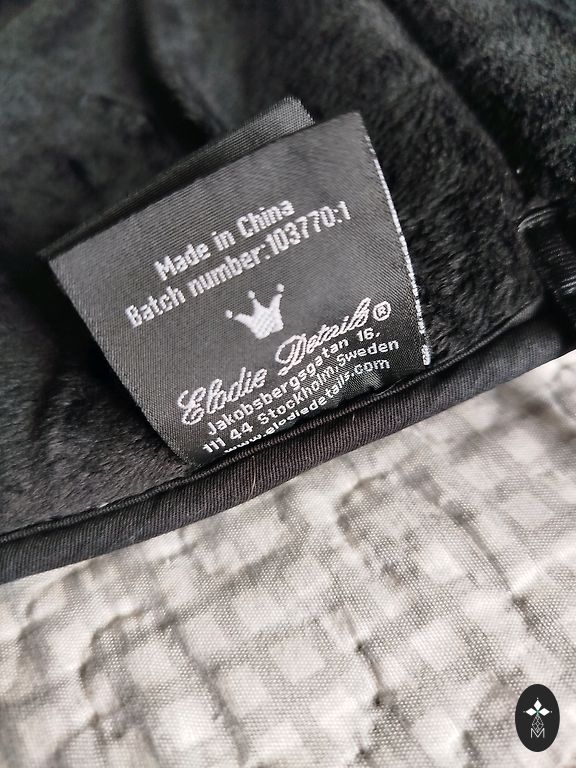 Made in China
Batch number:103770:1
Elodie Details®
Jakobsbergsgatan 16,
111 44 Stockholm,Sweden
www.elodiedetails.com
M